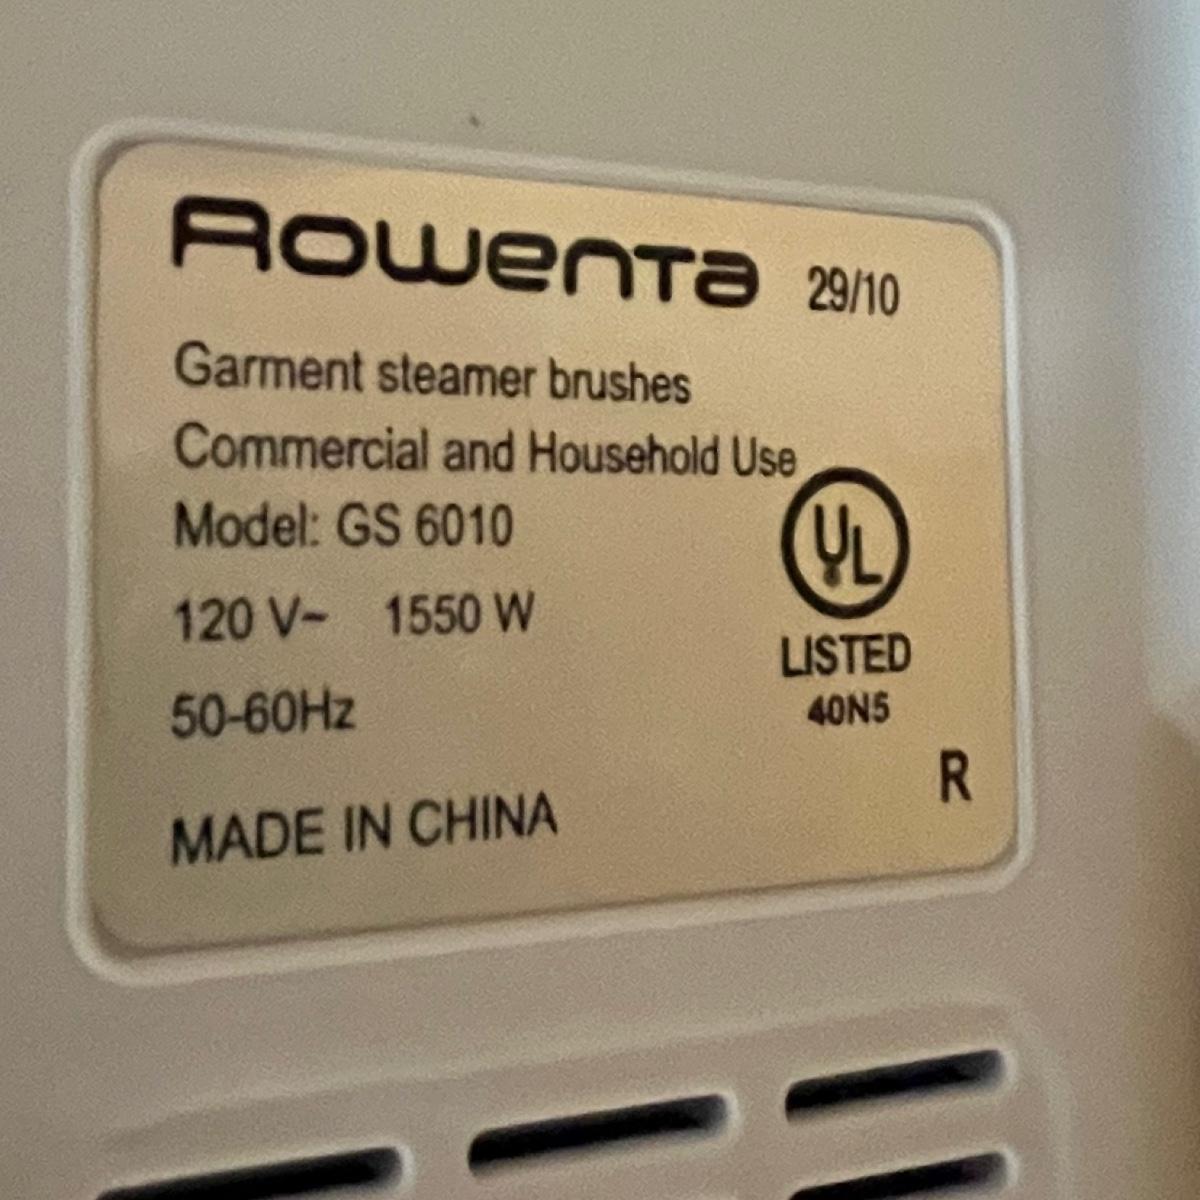 Rowenta 29/10
Garment steamer brushes
Commercial and Household Use
Model: GS 6010
120 V~ 1550 W
UL
LISTED
40N5
50-60Hz
R
MADE IN CHINA